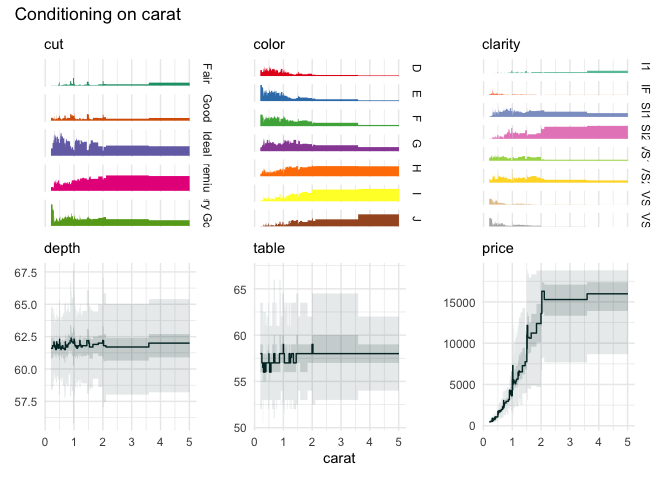 Conditioning on carat
cut
color
clarity
Fair
Good
Ideal
D
E
F
G
H
I
J
I1
IF
SI1
SI2
depth
table
price
67.5
65.0
62.5
60.0
57.5
65
60
55
50
15000
10000
5000
0
0 1 2 3 4 5
0 1 2 3 4 5
0 1 2 3 4 5
carat